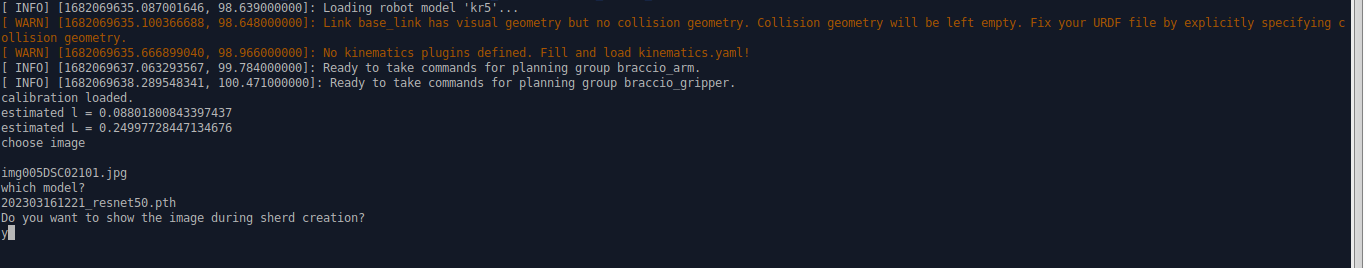 [ INFO] [1682069635.087001646, 98.639000000]: Loading robot model 'kr5'...
[ WARN] [1682069635.100366688, 98.648000000]: Link base_link has visual geometry but no collision geometry. Collision geometry will be left empty. Fix your URDF file by explicitly specifying c
ollision geometry.
[ WARN] [1682069635.666899040, 98.966000000]: No kinematics plugins defined. Fill and load kinematics.yaml!
[ INFO] [1682069637.063293567, 99.784000000]: Ready to take commands for planning group braccio_arm.
[ INFO] [1682069638.289548341, 100.471000000]: Ready to take commands for planning group braccio_gripper.
calibration loaded.
estimated l = 0.08801800843397437
estimated L = 0.24997728447134676
choose image
img005DSC02101.jpg
which model?
202303161221_resnet50.pth
Do you want to show the image during sherd creation?
y